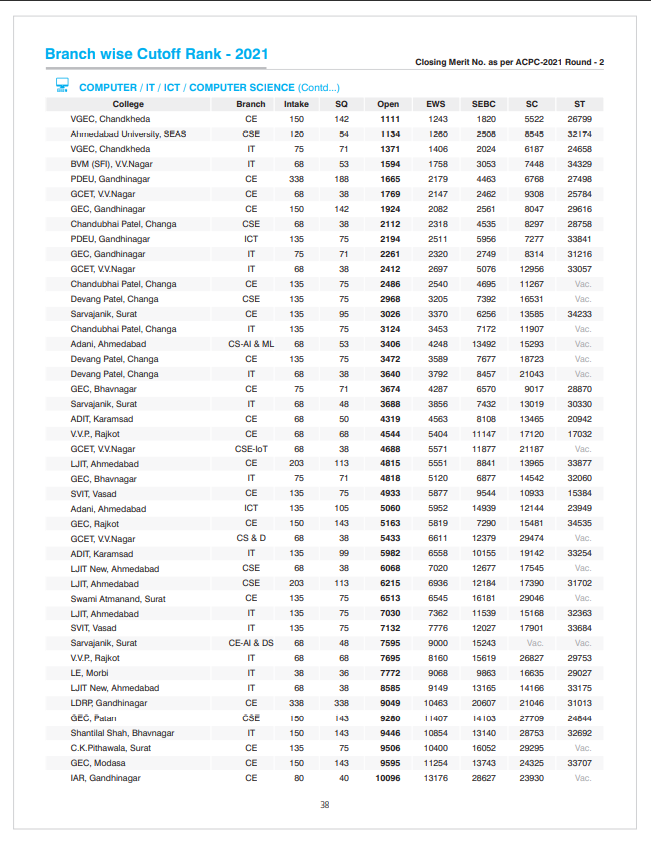 Branch wise Cutoff Rank - 2021
Closing Merit No. as per ACPC-2021 Round - 2
COMPUTER / IT / ICT / COMPUTER SCIENCE (Contd...)
College Branch Intake SQ Open EWS SEBC SC ST
VGEC, Chandkheda CE 150 142 1111 1243 1820 5522 26799
Ahmedabad University, SEAS CSE 120 54 1134 1260 2508 8545 32174
VGEC, Chandkheda IT 75 71 1371 1406 2024 6187 24658
BVM (SFI), V.V.Nagar IT 68 53 1594 1758 3053 7448 34329
PDEU, Gandhinagar CE 338 188 1665 2179 4463 6768 27498
GCET, V.V.Nagar CE 68 38 1769 2147 2462 9308 25784
GEC, Gandhinagar CE 150 142 1924 2082 2561 8047 29616
Chandubhai Patel, Changa CSE 68 38 2112 2318 4535 8297 28758
PDEU, Gandhinagar ICT 135 75 2194 2511 5956 7277 33841
GEC, Gandhinagar IT 75 71 2261 2320 2749 8314 31216
GCET, V.V.Nagar IT 68 38 2412 2697 5076 12956 33057
Chandubhai Patel, Changa CE 135 75 2486 2540 4695 11267 Vac.
Devang Patel, Changa CSE 135 75 2968 3205 7392 16531 Vac.
Sarvajanik, Surat CE 135 95 3026 3370 6256 13585 34233
Chandubhai Patel, Changa IT 135 75 3124 3453 7172 11907 Vac.
Adani, Ahmedabad CS-AI & ML 68 53 3406 4248 13492 15293 Vac.
Devang Patel, Changa CE 135 75 3472 3589 7677 18723 Vac.
Devang Patel, Changa IT 68 38 3640 3792 8457 21043 Vac.
GEC, Bhavnagar CE 75 71 3674 4287 6570 9017 28870
Sarvajanik, Surat IT 68 48 3688 3856 7432 13019 30330
ADIT, Karamsad CE 68 50 4319 4563 8108 13465 20942
V.V.P., Rajkot CE 68 68 4544 5404 11147 17120 17032
GCET, V.V.Nagar CSE-IoT 68 38 4688 5571 11877 21187 Vac.
LJIT, Ahmedabad CE 203 113 4815 5551 8841 13965 33877
GEC, Bhavnagar IT 75 71 4818 5120 6877 14542 32060
SVIT, Vasad CE 135 75 4933 5877 9544 10933 15384
Adani, Ahmedabad ICT 135 105 5060 5952 14939 12144 23949
GEC, Rajkot CE 150 143 5163 5819 7290 15481 34535
GCET, V.V.Nagar CS & D 68 38 5433 6611 12379 29474 Vac.
ADIT, Karamsad IT 135 99 5982 6558 10155 19142 33254
LJIT New, Ahmedabad CSE 68 38 6068 7020 12677 17545 Vac.
LJIT, Ahmedabad CSE 203 113 6215 6936 12184 17390 31702
Swami Atmanand, Surat CE 135 75 6513 6545 16181 29046 Vac.
LJIT, Ahmedabad IT 135 75 7030 7362 11539 15168 32363
SVIT, Vasad IT 135 75 7132 7776 12027 17901 33684
Sarvajanik, Surat CE-AI & DS 68 48 7595 9000 15243 Vac. Vac.
V.V.P., Rajkot IT 68 68 7695 8160 15619 26827 29753
LE, Morbi IT 38 36 7772 9068 9863 16635 29027
LJIT New, Ahmedabad IT 68 38 8585 9149 13165 14166 33175
LDRP, Gandhinagar CE 338 338 9049 10463 20607 21046 31013
GEC, Patan CSE 150 143 9280 11407 14103 27709 24844
Shantilal Shah, Bhavnagar IT 150 143 9446 10854 13140 28753 32692
C.K.Pithawala, Surat CE 135 75 9506 10400 16052 29295 Vac.
GEC, Modasa CE 150 143 9595 11254 13743 24325 33707
IAR, Gandhinagar CE 80 40 10096 13176 28627 23930 Vac.
38